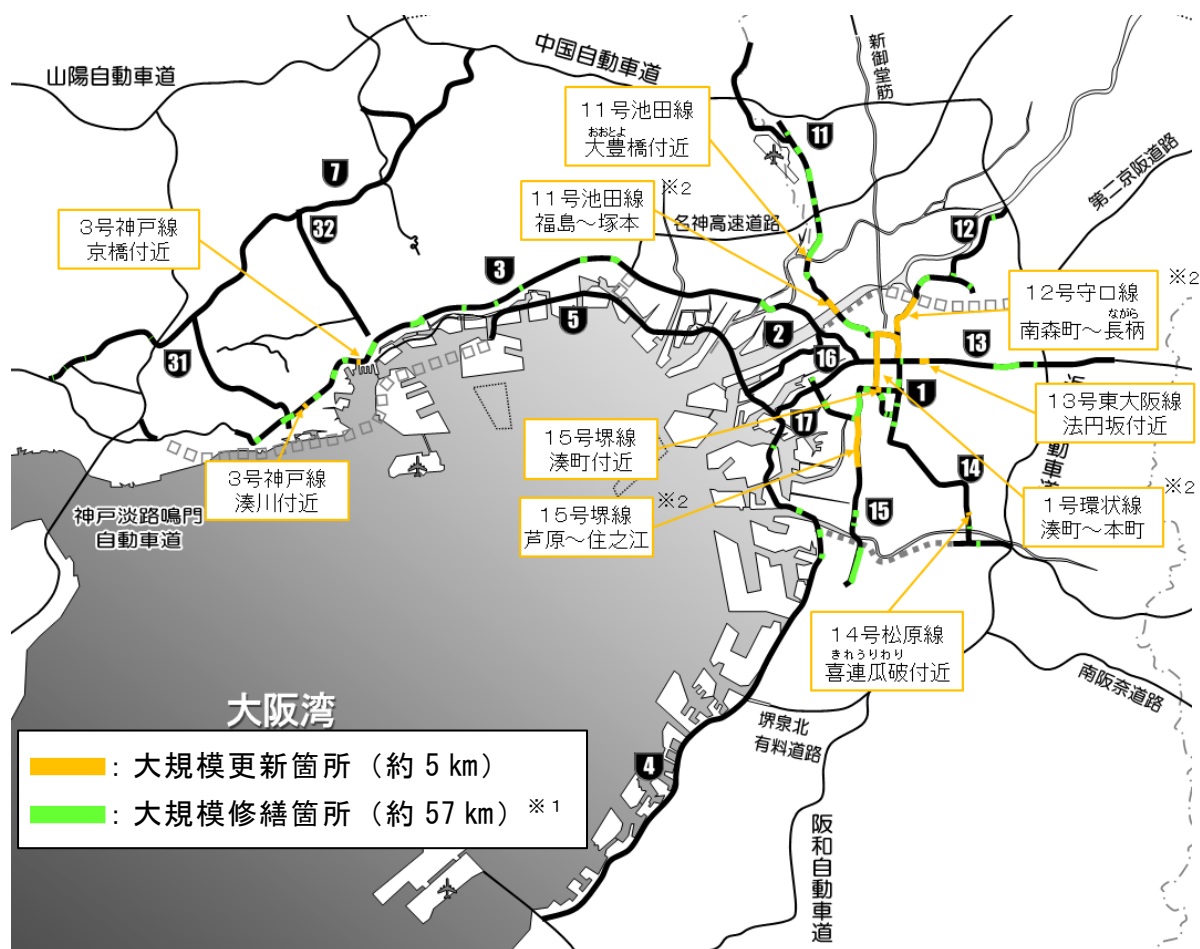 山陽自動車道
中国自動車道
新御堂筋
11号池田線
おおとよ
大豊橋付近
11
第二京阪道路
7
11号池田線
福島～塚本
※2
名神高速道路
3号神戸線
京橋付近
32
12
3
※2
12号守口線
ながら
南森町～長柄
5
2
16
13
31
1
13号東大阪線
法円坂付近
15号堺線
湊町付近
17
3号神戸線
湊川付近
14
※2
※2
神戸淡路鳴門
自動車道
15号堺線
芦原～住之江
15
1号環状線
湊町～本町
14号松原線
きれうりわり
喜連瓜破付近
南阪奈道路
大阪湾
堺泉北
有料道路
4
：大規模更新箇所（約５km）
：大規模修繕箇所（約57km）※1
阪和自動車道